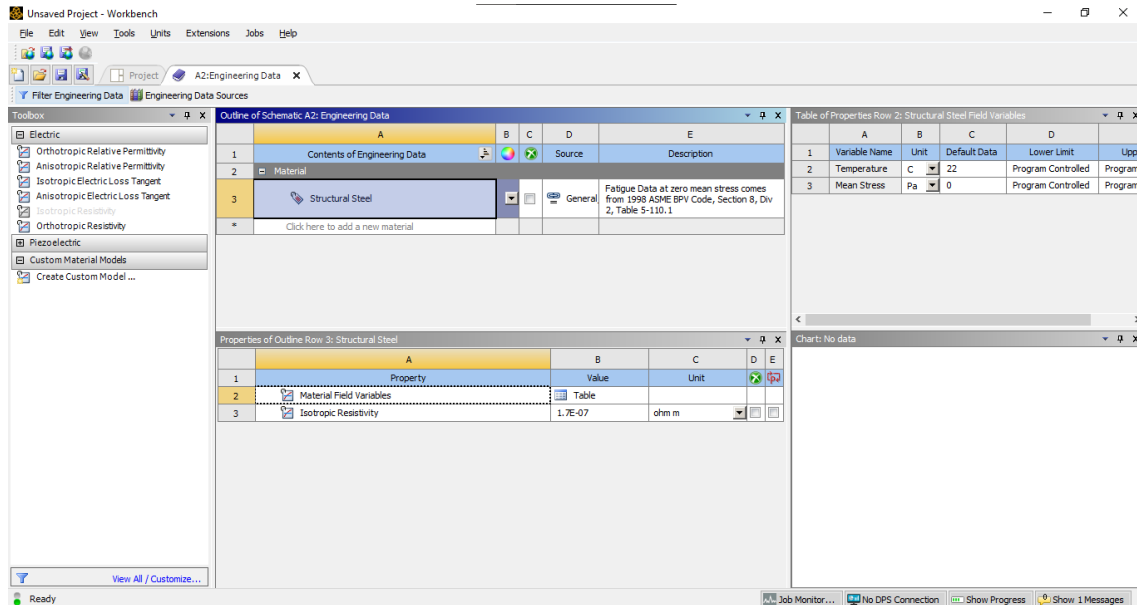 Unsaved Project - Workbench
File Edit View Tools Units Extensions Jobs Help
Project A2:Engineering Data
Filter Engineering Data Engineering Data Sources
Toolbox
Electric
Orthotropic Relative Permittivity
Anisotropic Relative Permittivity
Isotropic Electric Loss Tangent
Anisotropic Electric Loss Tangent
Isotropic Resistivity
Orthotropic Resistivity
Piezoelectric
Custom Material Models
Create Custom Model ...
View All / Customize...
Outline of Schematic A2: Engineering Data
A B C D E
1 Contents of Engineering Data Source Description
2 Material
3 Structural Steel General Fatigue Data at zero mean stress comes
from 1998 ASME BPV Code, Section 8, Div
2, Table 5-110.1
* Click here to add a new material
Properties of Outline Row 3: Structural Steel
A B C D E
1 Property Value Unit
2 Material Field Variables Table
3 Isotropic Resistivity 1.7E-07 ohm m
Table of Properties Row 2: Structural Steel Field Variables
A B C D
1 Variable Name Unit Default Data Lower Limit Upp
2 Temperature C 22 Program Controlled Program
3 Mean Stress Pa 0 Program Controlled Program
Chart: No data
Ready
Job Monitor... No DPS Connection Show Progress Show 1 Messages